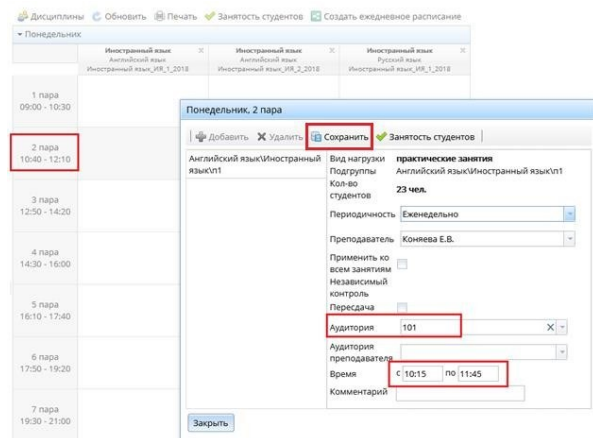 Дисциплины Обновить Печать Занятость студентов Создать ежедневное расписание
Понедельник
Иностранный язык
Английский язык
Иностранный язык_ИЯ_1_2018
Иностранный язык
Английский язык
Иностранный язык_ИЯ_2_2018
Иностранный язык
Русский язык
Иностранный язык_ИЯ_1_2018
1 пара
09:00 - 10:30
2 пара
10:40 - 12:10
3 пара
12:50 - 14:20
4 пара
14:30 - 16:00
5 пара
16:10 - 17:40
6 пара
17:50 - 19:20
7 пара
19:30 - 21:00
Понедельник, 2 пара
Добавить Удалить Сохранить Занятость студентов
Английский язык\Иностранный
язык\п1
Вид нагрузки практические занятия
Подгруппы Английский язык\Иностранный язык\п1
Кол-во
студентов 23 чел.
Периодичность Еженедельно
Преподаватель Коняева Е.В.
Применить ко
всем занятиям
Независимый
контроль
Пересдача
Аудитория 101
Аудитория
преподавателя
Время с 10:15 по 11:45
Комментарий
Закрыть